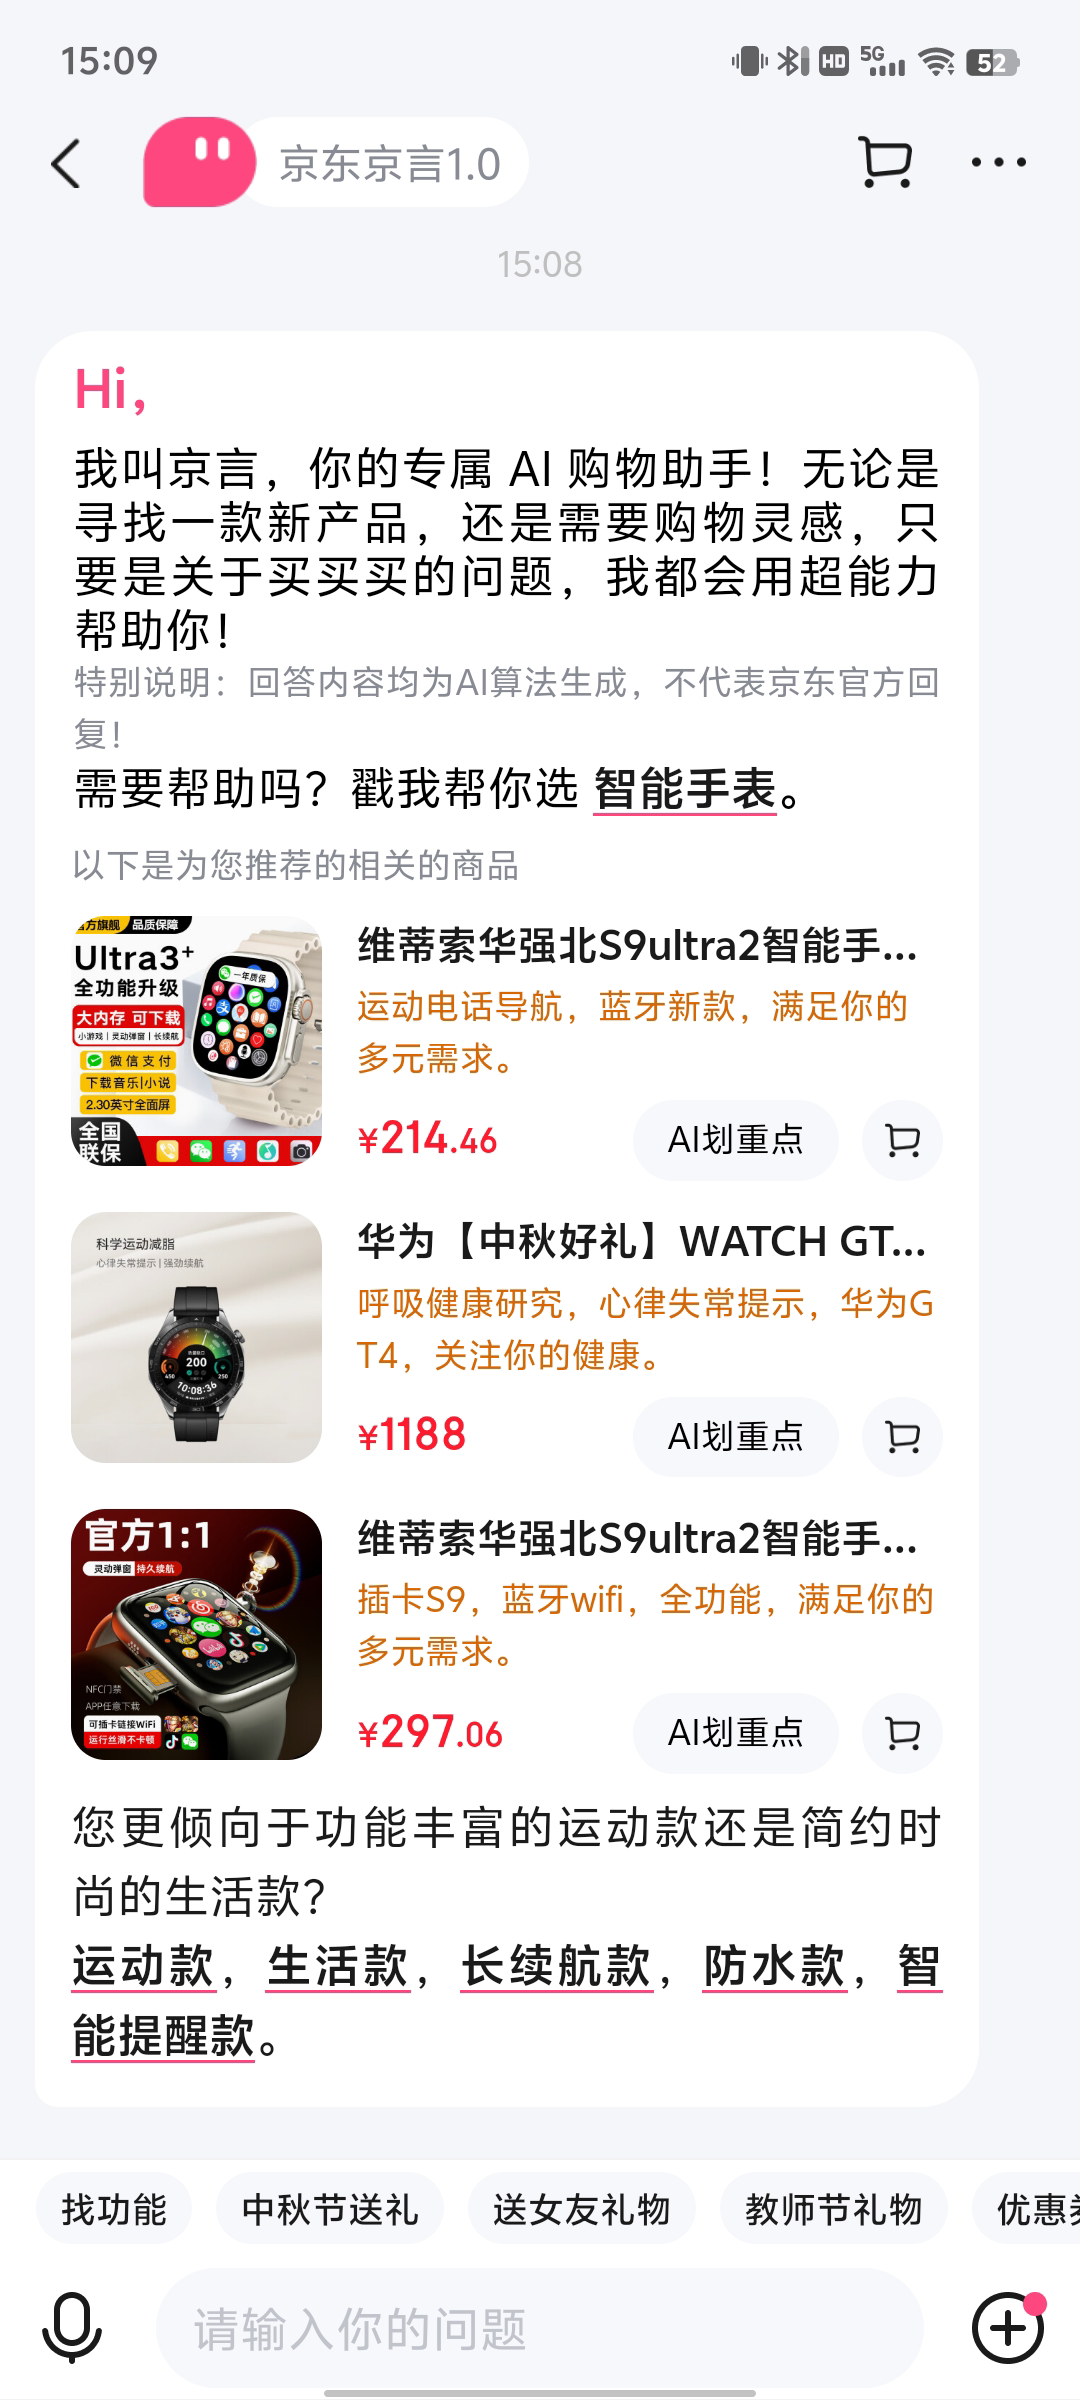 15:09
HD 5G 52
京东京言1.0
15:08
Hi,
我叫京言，你的专属 AI 购物助手！无论是
寻找一款新产品，还是需要购物灵感，只
要是关于买买买的问题，我都会用超能力
帮助你！
特别说明：回答内容均为AI算法生成，不代表京东官方回
复！
需要帮助吗？戳我帮你选 智能手表。
以下是为您推荐的相关的商品
官方旗舰 品质保障
Ultra3+
全功能升级
大内存 可下载
小游戏 | 灵动弹窗 | 长续航
微信支付
下载音乐|小说
2.30英寸全面屏
全国
联保
一年质保
维蒂索华强北S9ultra2智能手...
运动电话导航，蓝牙新款，满足你的
多元需求。
¥214.46
AI划重点
科学运动减脂
心律失常提示 | 强劲续航
200
450
250
10:08:36
华为【中秋好礼】WATCH GT...
呼吸健康研究，心律失常提示，华为G
T4，关注你的健康。
¥1188
AI划重点
官方1:1
灵动弹窗 持久续航
NFC门禁
APP任意下载
可插卡链接WiFi
运行丝滑不卡顿
维蒂索华强北S9ultra2智能手...
插卡S9，蓝牙wifi，全功能，满足你的
多元需求。
¥297.06
AI划重点
您更倾向于功能丰富的运动款还是简约时
尚的生活款？
运动款，生活款，长续航款，防水款，智
能提醒款。
找功能
中秋节送礼
送女友礼物
教师节礼物
优惠
请输入你的问题